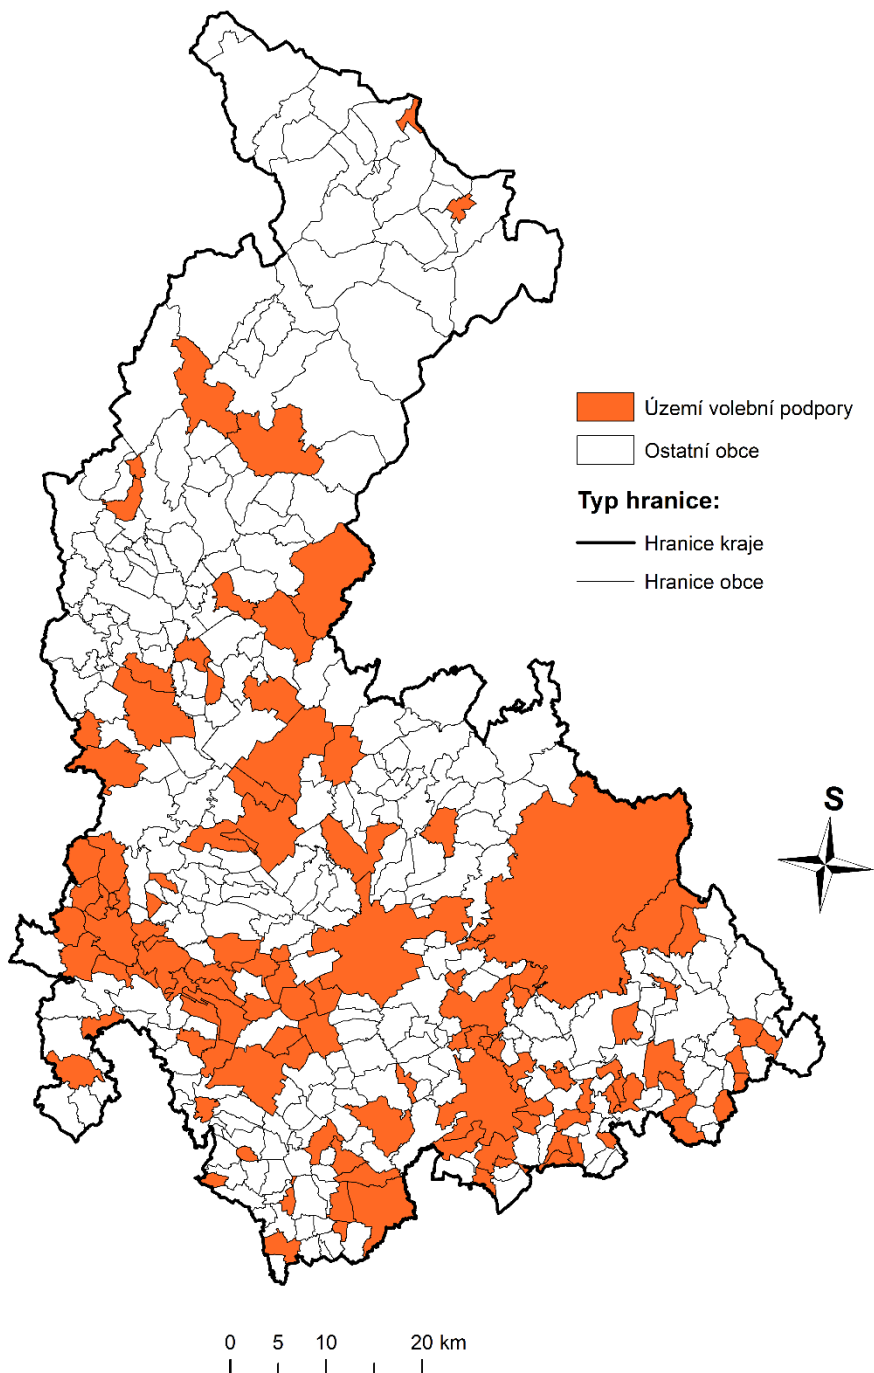 Území volební podpory
Ostatní obce
Typ hranice:
Hranice kraje
Hranice obce
S
0 5 10 20 km